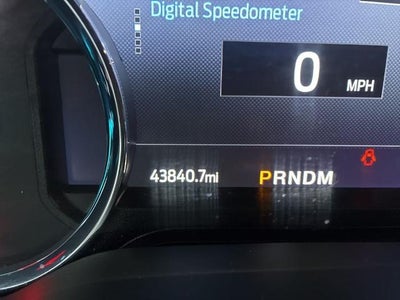 Digital Speedometer
0 MPH
43840.7mi PRNDM